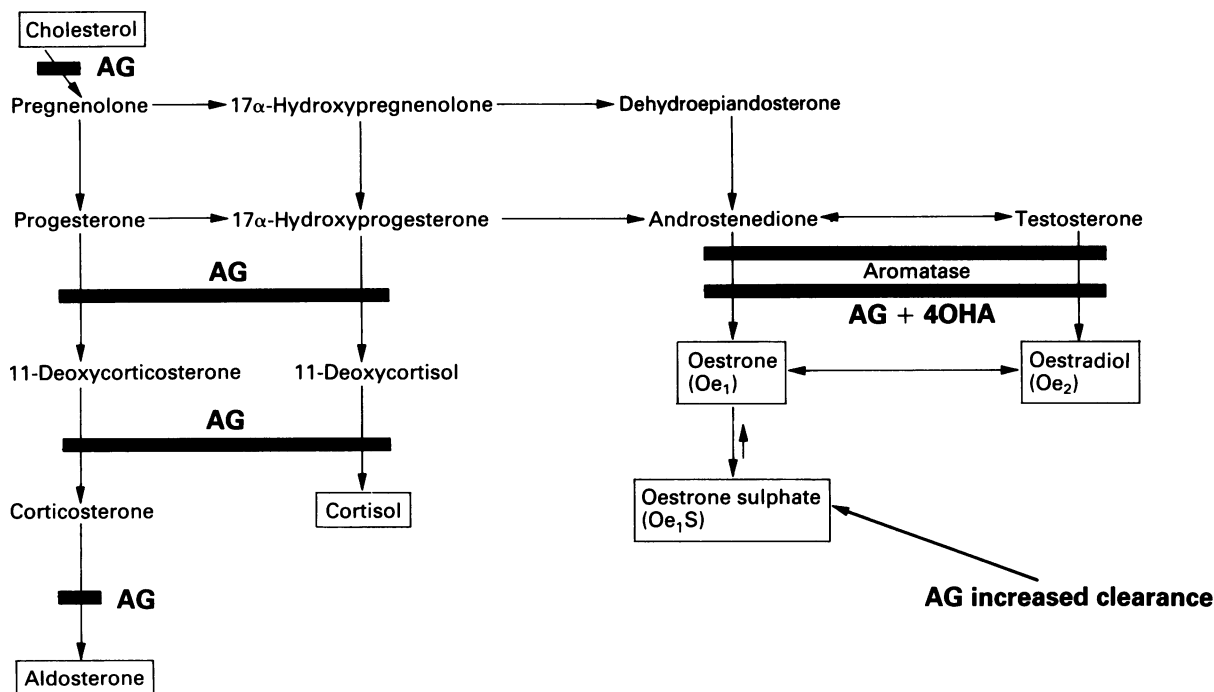 Cholesterol
AG
Pregnenolone
17α-Hydroxypregnenolone
Dehydroepiandosterone
Progesterone
17α-Hydroxyprogesterone
Androstenedione
Testosterone
AG
Aromatase
AG + 4OHA
11-Deoxycorticosterone
11-Deoxycortisol
Oestrone
(Oe₁)
Oestradiol
(Oe₂)
AG
Corticosterone
Cortisol
Oestrone sulphate
(Oe₁S)
AG
AG increased clearance
Aldosterone